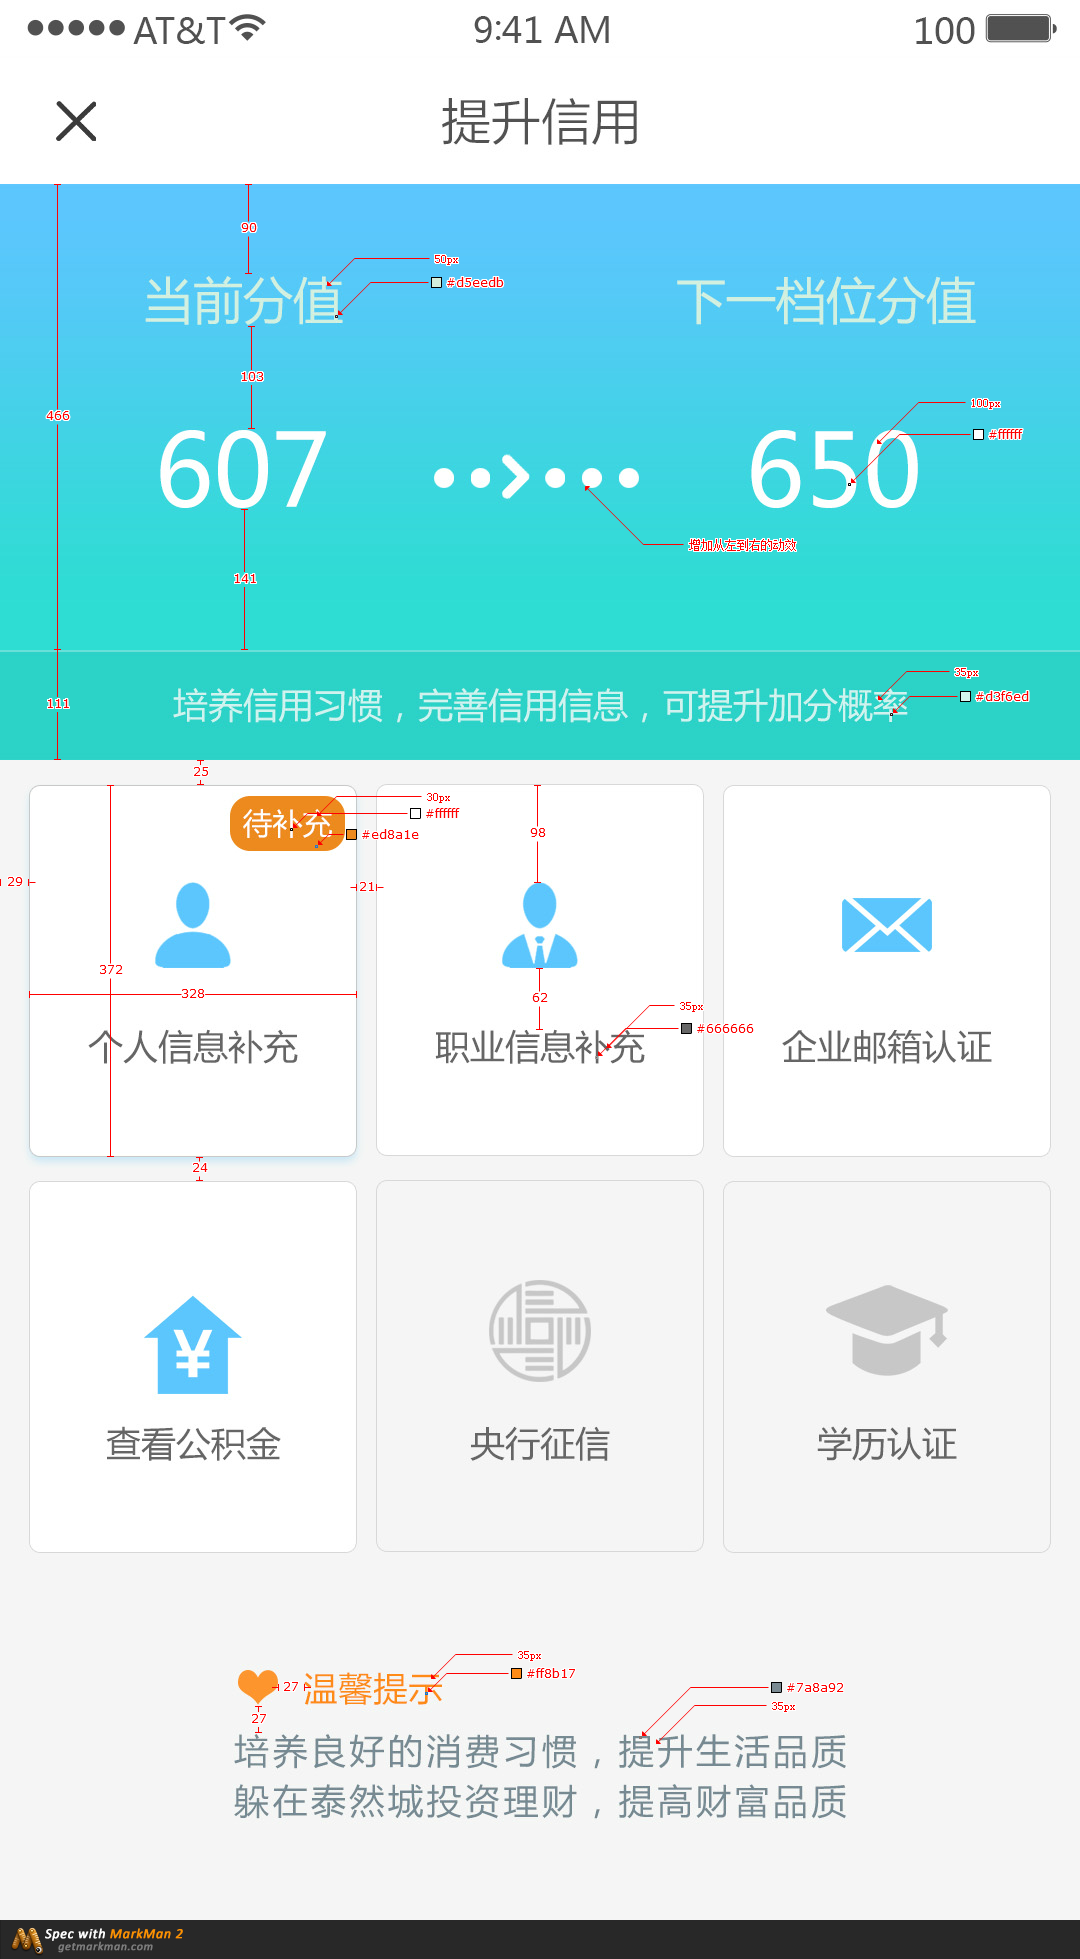 AT&T 9:41 AM 100
提升信用
90
50px
#d5eedb
当前分值 下一档位分值
103
466
100px
#ffffff
607 650
增加从左到右的动效
141
35px
#d3f6ed
111
培养信用习惯，完善信用信息，可提升加分概率
25
待补充
30px
#ffffff
#ed8a1e
98
29
21
372
328
62
35px
#666666
个人信息补充 职业信息补充 企业邮箱认证
24
¥
查看公积金 央行征信 学历认证
35px
#ff8b17
27 温馨提示
27
#7a8a92
35px
培养良好的消费习惯，提升生活品质
躲在泰然城投资理财，提高财富品质
Spec with MarkMan 2
getmarkman.com